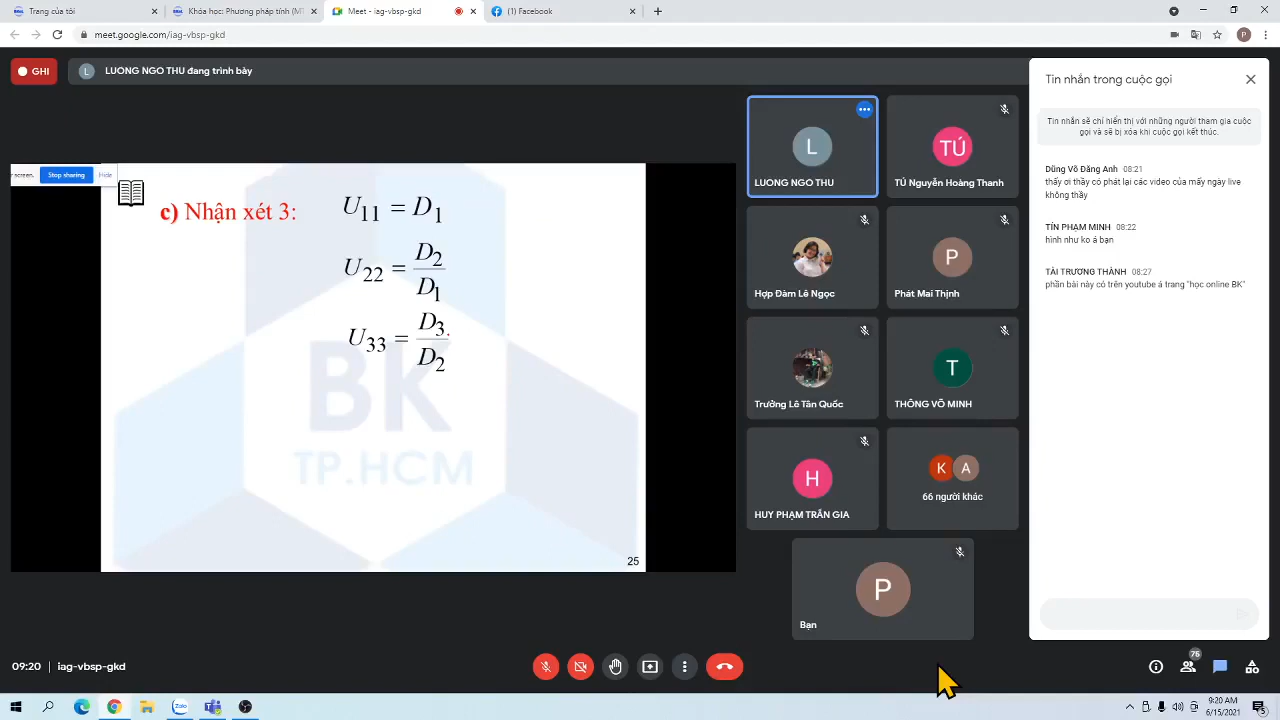 Trang của tôi
Khóa học: Phương pháp tính (MT
Meet - iag-vbsp-gkd
(1) Facebook
meet.google.com/iag-vbsp-gkd
P
GHI
L
LUONG NGO THU đang trình bày
r screen.
Stop sharing
Hide
c) Nhận xét 3:
U11 = D1
U22 = D2/D1
U33 = D3/D2
BK
TP.HCM
25
L
LUONG NGO THU
TÚ
TÚ Nguyễn Hoàng Thanh
Hợp Đàm Lê Ngọc
P
Phát Mai Thịnh
Trường Lê Tân Quốc
T
THÔNG VÕ MINH
H
HUY PHẠM TRẦN GIA
K
A
66 người khác
P
Bạn
Tin nhắn trong cuộc gọi
Tin nhắn sẽ chỉ hiển thị với những người tham gia cuộc
gọi và sẽ bị xóa khi cuộc gọi kết thúc.
Dũng Võ Đăng Anh 08:21
thấy ơi thầy có phát lại các video của mấy ngày live
không thầy
TÍN PHẠM MINH 08:22
hình như ko á bạn
TÀI TRƯƠNG THÀNH 08:27
phần bài này có trên youtube á trang "học online BK"
09:20 | iag-vbsp-gkd
75
Zalo
9:20 AM
6/15/2021
5